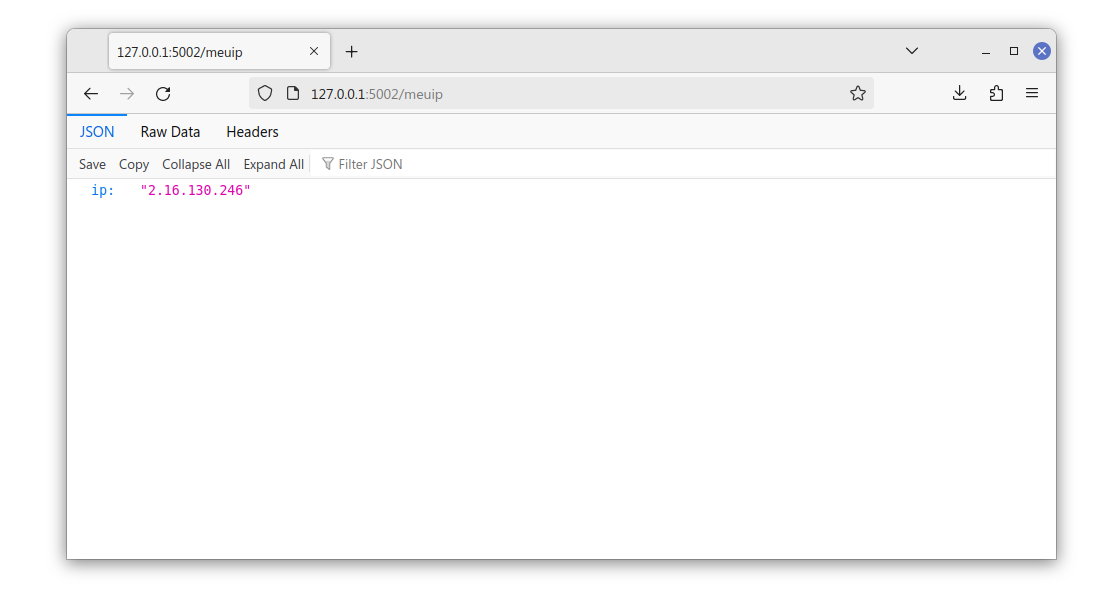 127.0.0.1:5002/meuip
127.0.0.1:5002/meuip
JSON Raw Data Headers
Save Copy Collapse All Expand All Filter JSON
ip: "2.16.130.246"